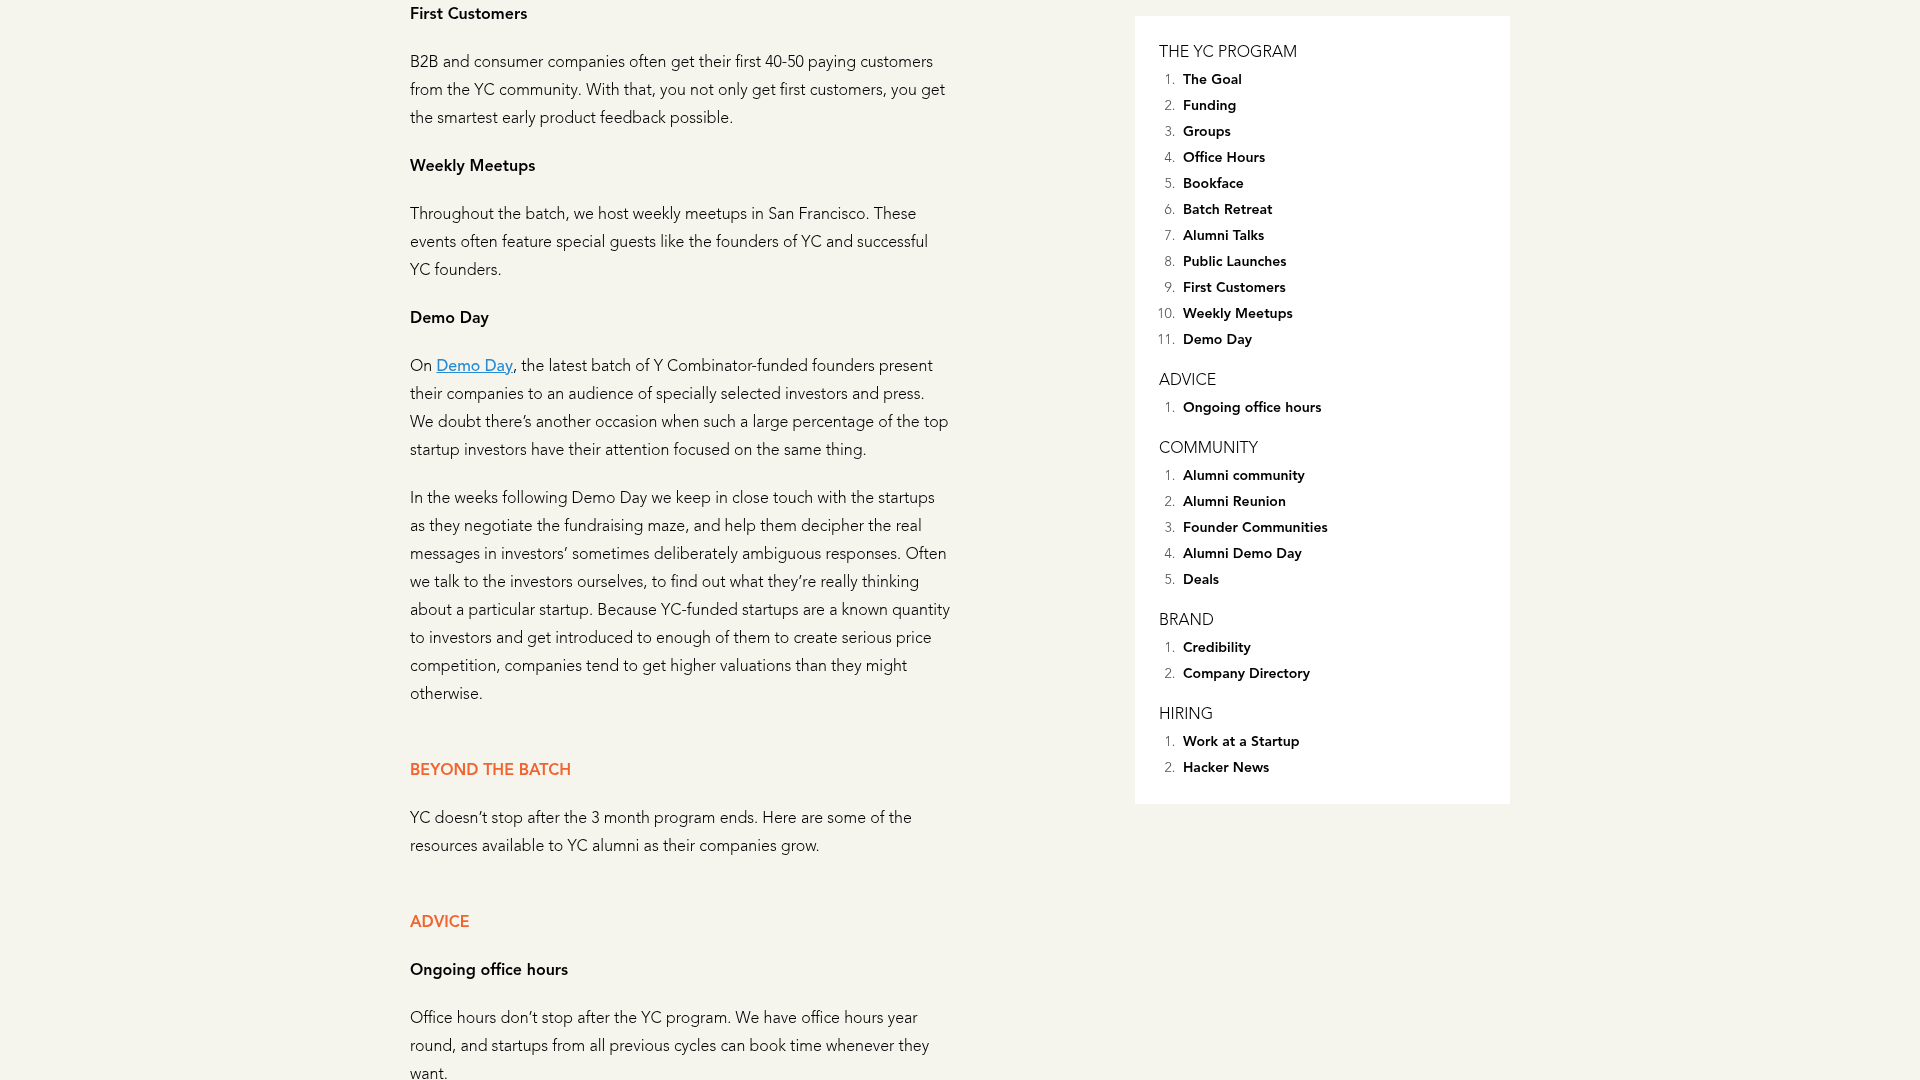 First Customers
B2B and consumer companies often get their first 40-50 paying customers
from the YC community. With that, you not only get first customers, you get
the smartest early product feedback possible.
Weekly Meetups
Throughout the batch, we host weekly meetups in San Francisco. These
events often feature special guests like the founders of YC and successful
YC founders.
Demo Day
On Demo Day, the latest batch of Y Combinator-funded founders present
their companies to an audience of specially selected investors and press.
We doubt there’s another occasion when such a large percentage of the top
startup investors have their attention focused on the same thing.
In the weeks following Demo Day we keep in close touch with the startups
as they negotiate the fundraising maze, and help them decipher the real
messages in investors’ sometimes deliberately ambiguous responses. Often
we talk to the investors ourselves, to find out what they’re really thinking
about a particular startup. Because YC-funded startups are a known quantity
to investors and get introduced to enough of them to create serious price
competition, companies tend to get higher valuations than they might
otherwise.
BEYOND THE BATCH
YC doesn’t stop after the 3 month program ends. Here are some of the
resources available to YC alumni as their companies grow.
ADVICE
Ongoing office hours
Office hours don’t stop after the YC program. We have office hours year
round, and startups from all previous cycles can book time whenever they
want.
THE YC PROGRAM
1. The Goal
2. Funding
3. Groups
4. Office Hours
5. Bookface
6. Batch Retreat
7. Alumni Talks
8. Public Launches
9. First Customers
10. Weekly Meetups
11. Demo Day
ADVICE
1. Ongoing office hours
COMMUNITY
1. Alumni community
2. Alumni Reunion
3. Founder Communities
4. Alumni Demo Day
5. Deals
BRAND
1. Credibility
2. Company Directory
HIRING
1. Work at a Startup
2. Hacker News